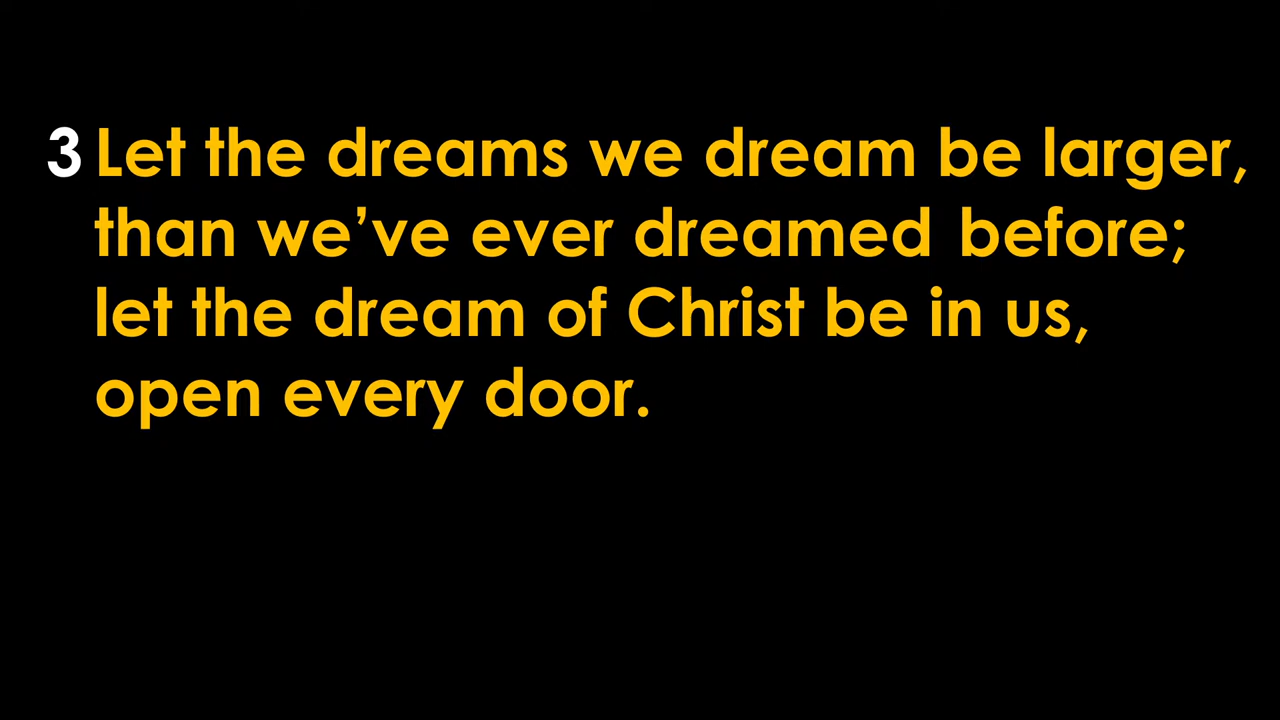 3 Let the dreams we dream be larger,
than we’ve ever dreamed before;
let the dream of Christ be in us,
open every door.